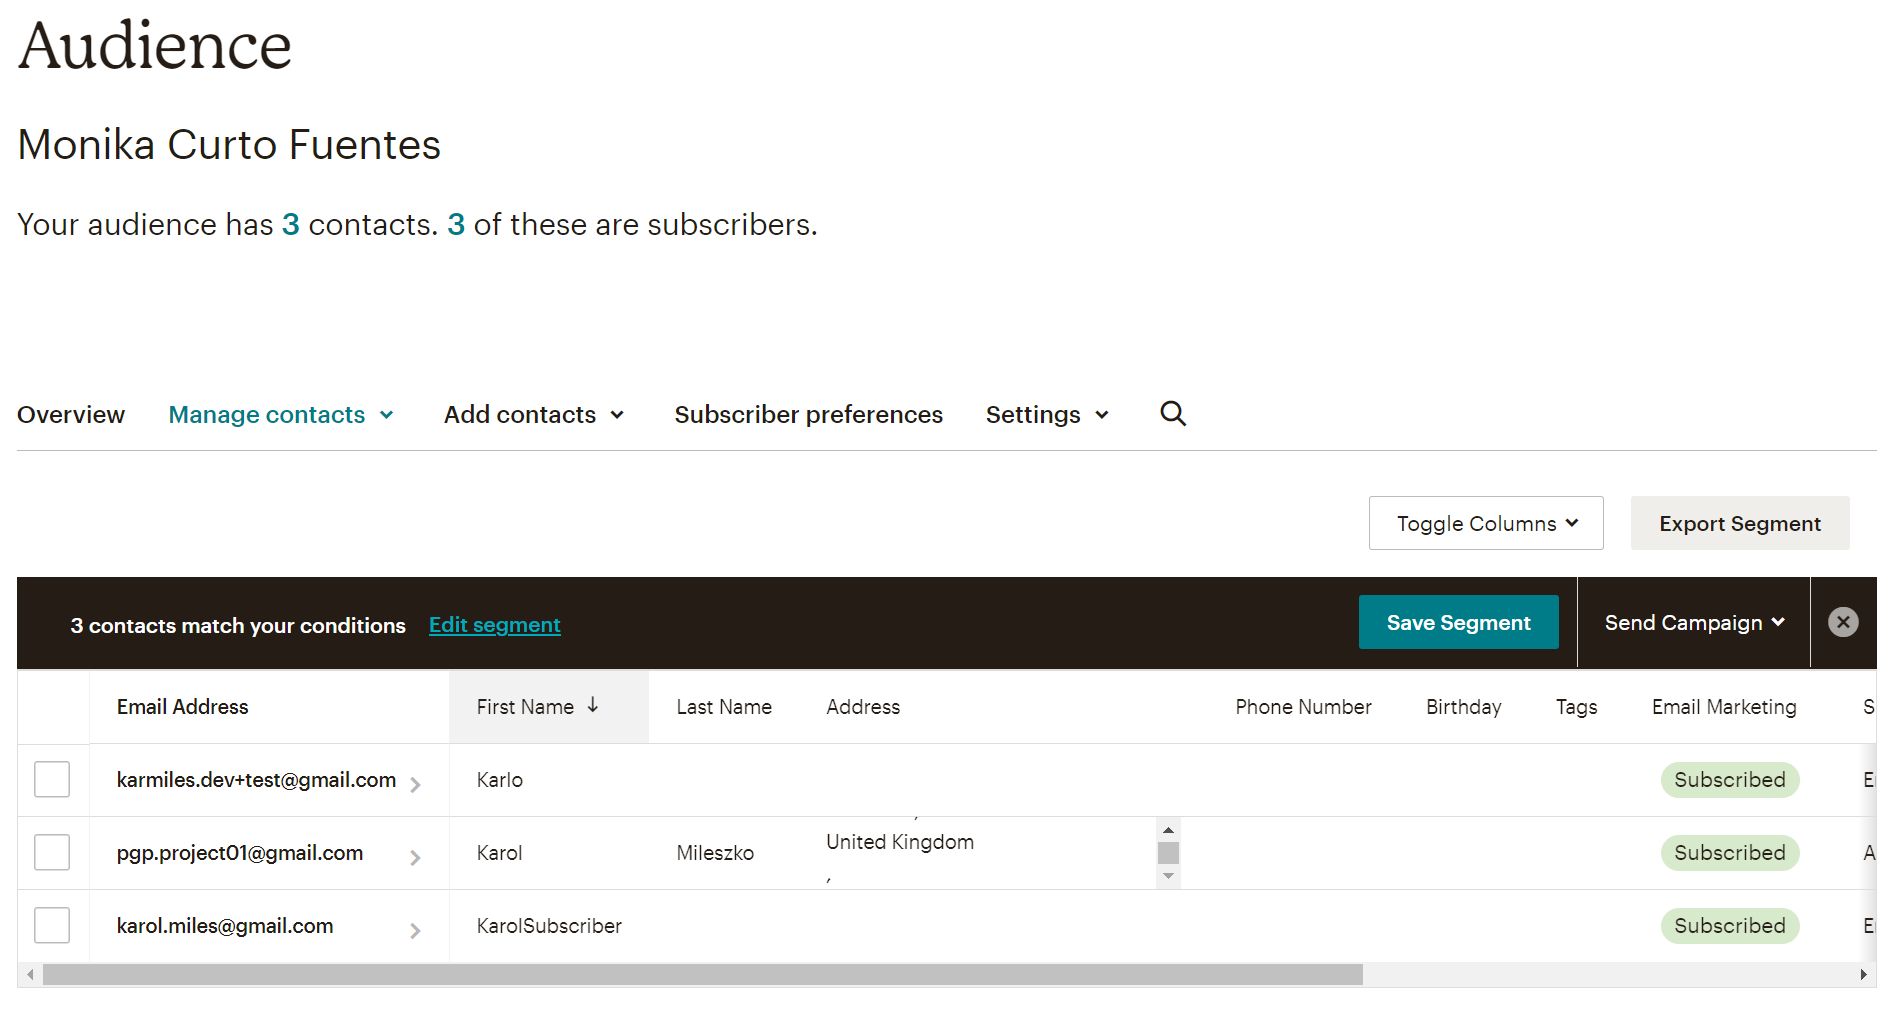 Audience
Monika Curto Fuentes
Your audience has 3 contacts. 3 of these are subscribers.
Overview Manage contacts Add contacts Subscriber preferences Settings
Toggle Columns Export Segment
3 contacts match your conditions Edit segment Save Segment Send Campaign
Email Address First Name ↓ Last Name Address Phone Number Birthday Tags Email Marketing S
karmiles.dev+test@gmail.com Karlo Subscribed
pgp.project01@gmail.com Karol Mileszko United Kingdom Subscribed A
,
karol.miles@gmail.com KarolSubscriber Subscribed